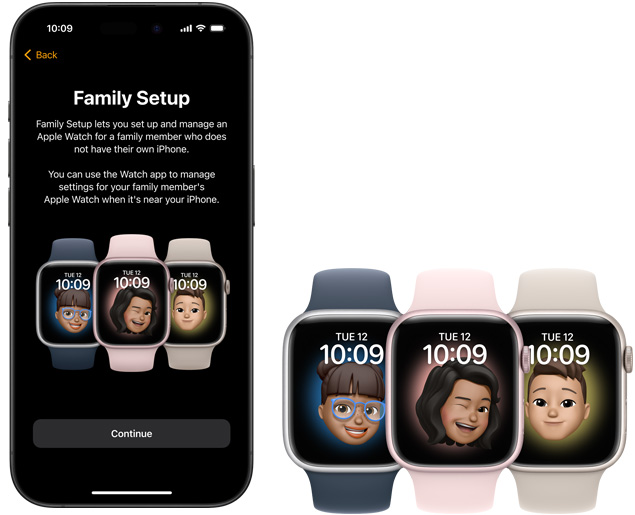 10:09
Back
Family Setup
Family Setup lets you set up and manage an
Apple Watch for a family member who does
not have their own iPhone.
You can use the Watch app to manage
settings for your family member's
Apple Watch when it's near your iPhone.
TUE 12
10:09
TUE 12
10:09
TUE 12
10:09
Continue
TUE 12
10:09
TUE 12
10:09
TUE 12
10:09